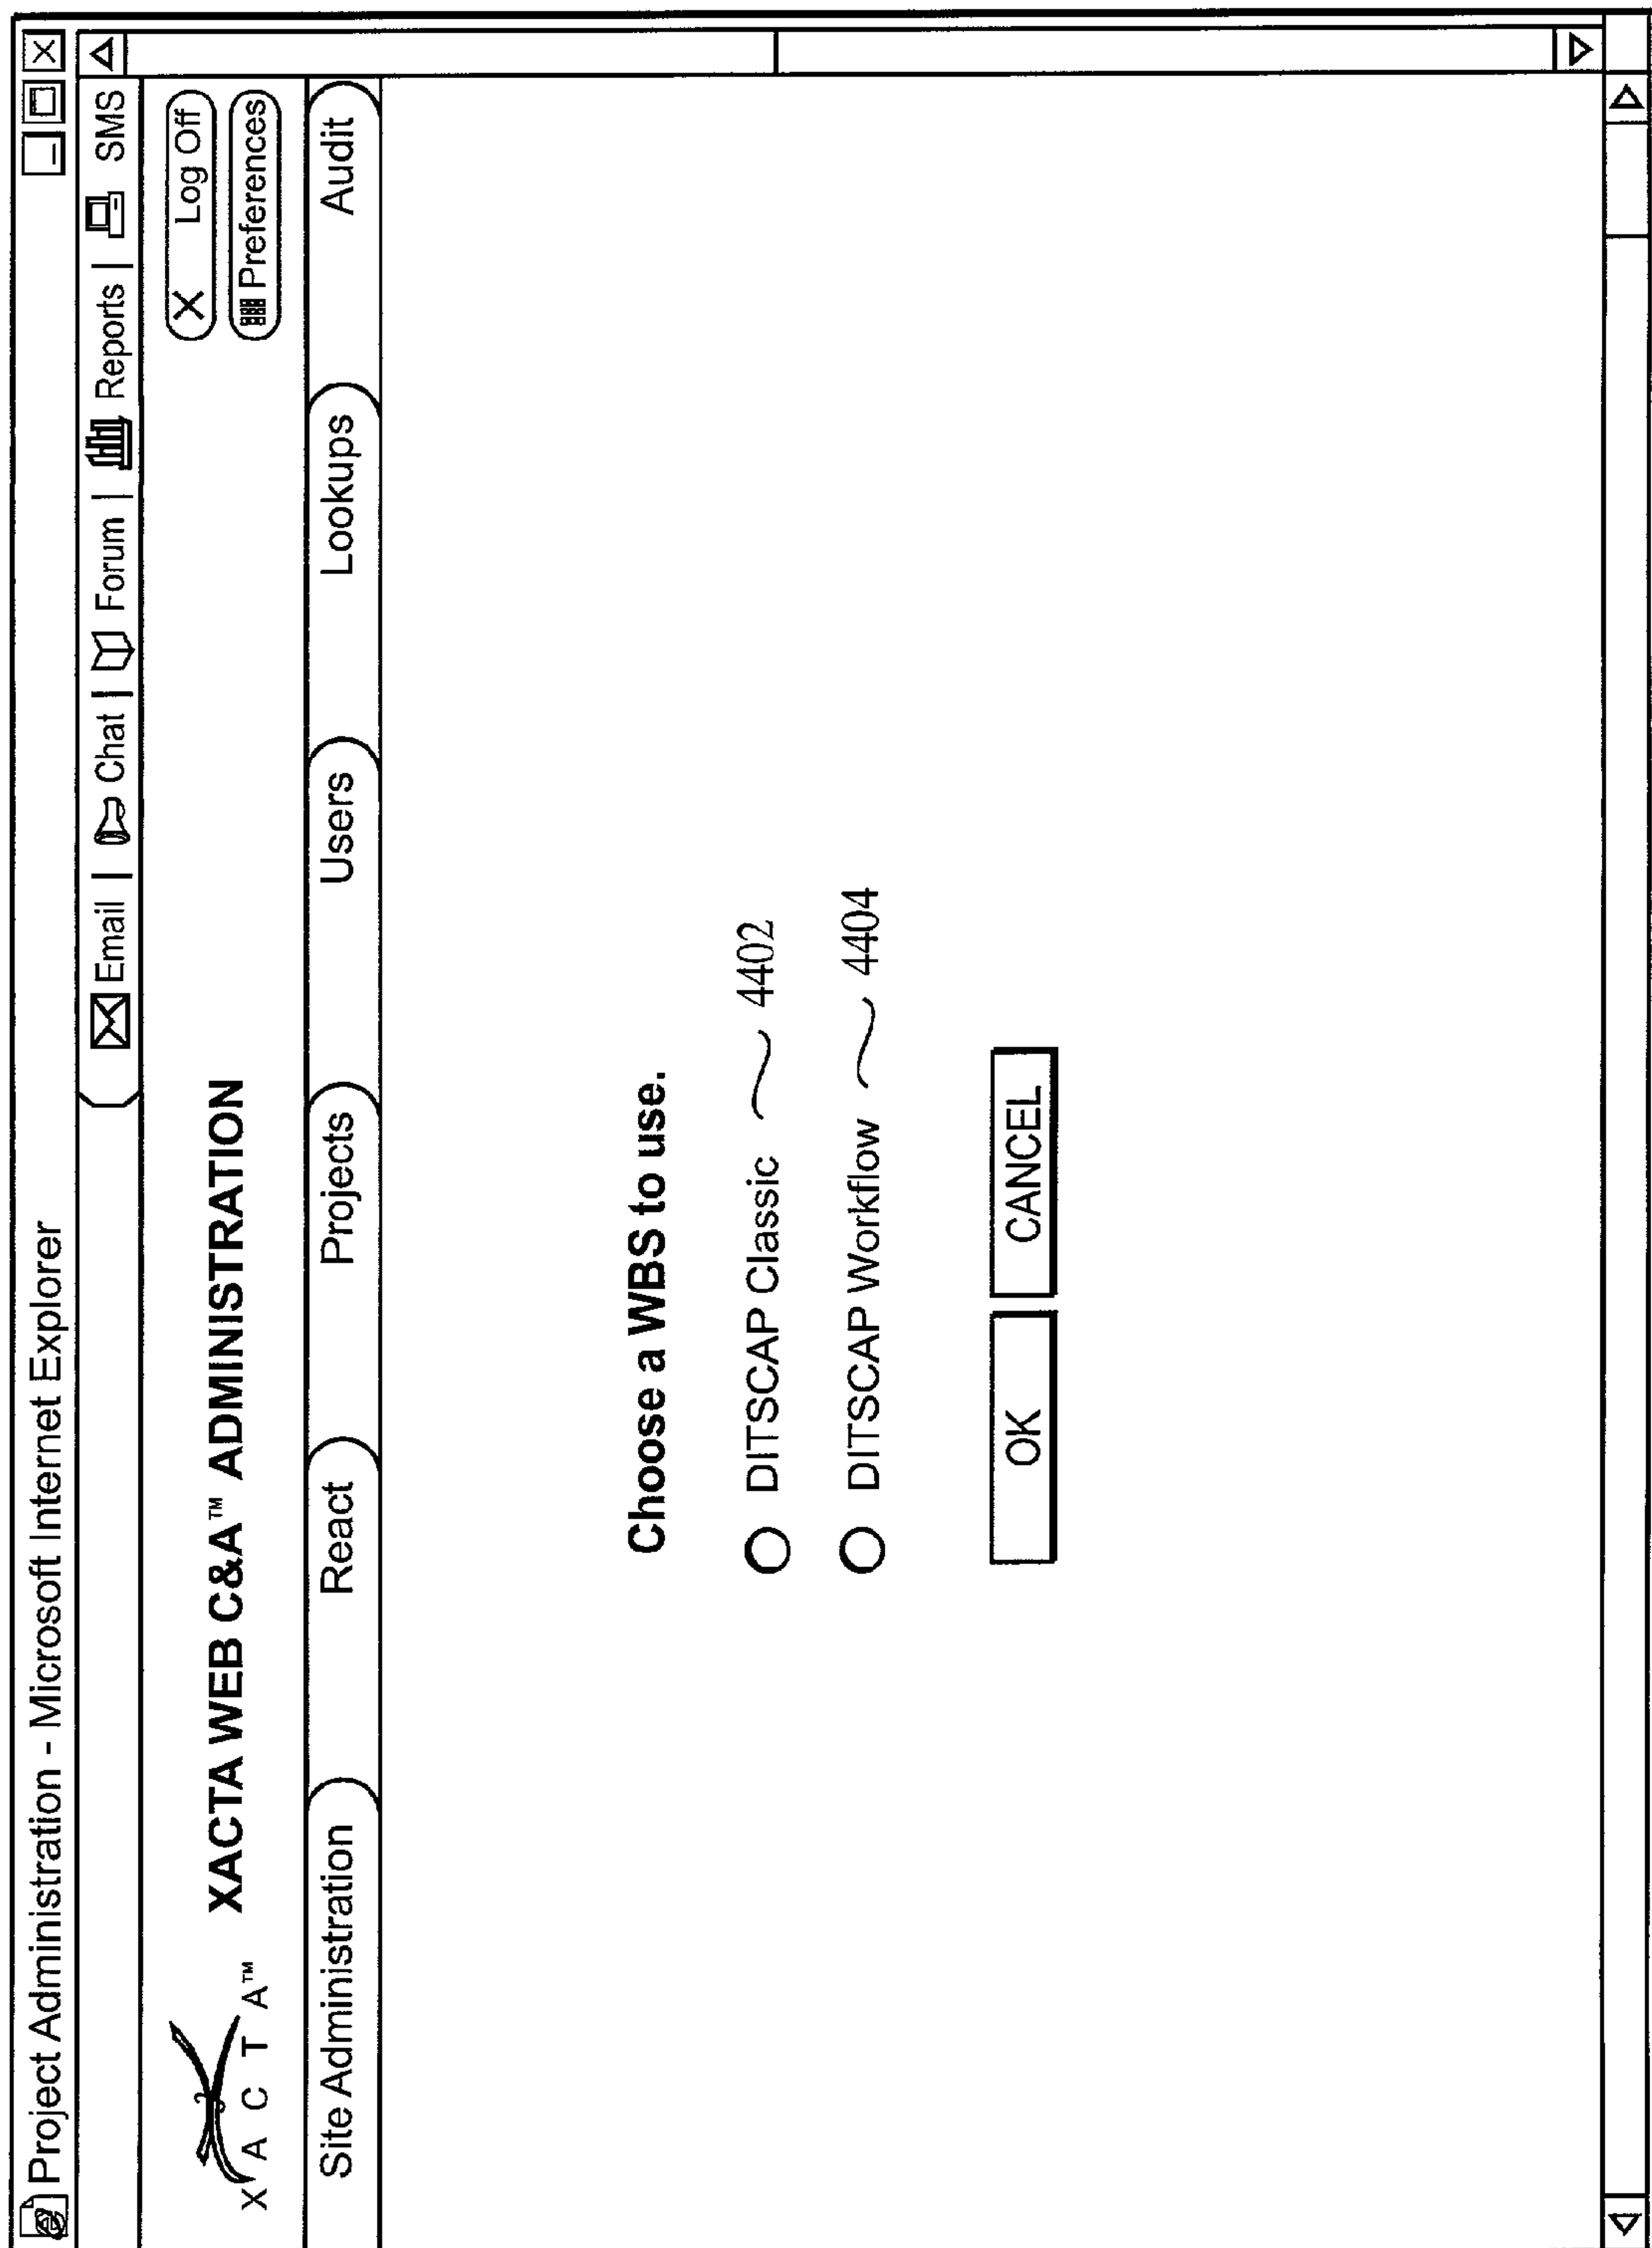 Project Administration - Microsoft Internet Explorer
Email | Chat | Forum | Reports | SMS
XACTA™ XACTA WEB C&A™ ADMINISTRATION
X Log Off
Preferences
Site Administration React Projects Users Lookups Audit
Choose a WBS to use.
DITSCAP Classic 4402
DITSCAP Workflow 4404
OK CANCEL